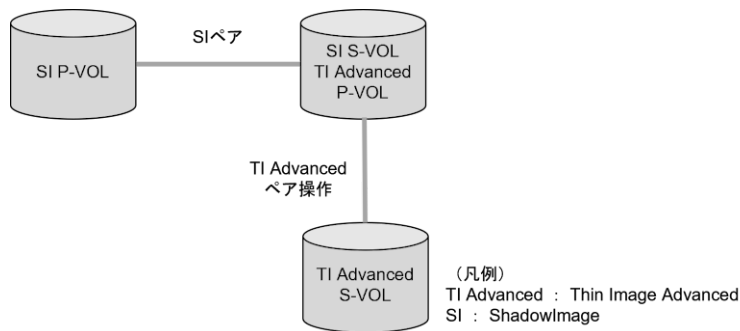 SIペア
SI P-VOL
SI S-VOL
TI Advanced
P-VOL
TI Advanced
ペア操作
TI Advanced
S-VOL
（凡例）
TI Advanced ： Thin Image Advanced
SI ： ShadowImage